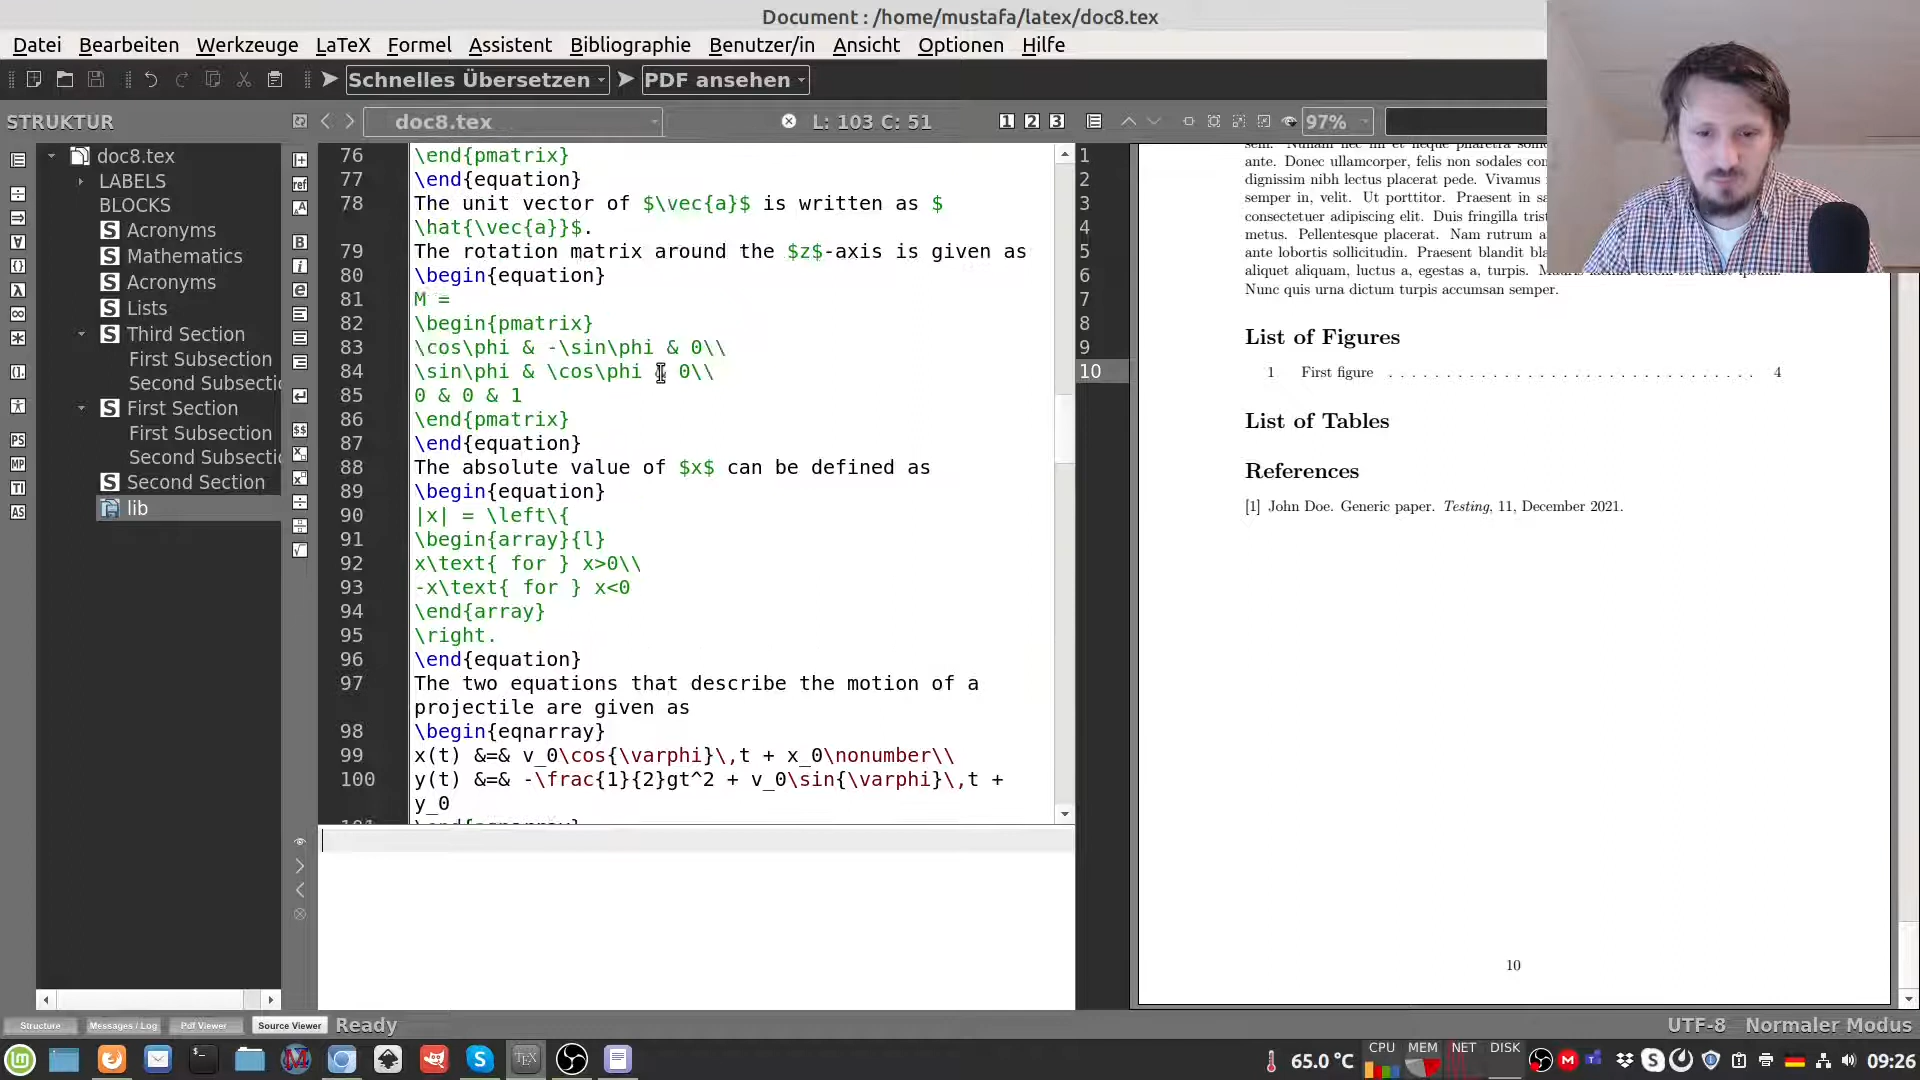 Document : /home/mustafa/latex/doc8.tex
Datei Bearbeiten Werkzeuge LaTeX Formel Assistent Bibliographie Benutzer/in Ansicht Optionen Hilfe
Schnelles Übersetzen PDF ansehen
STRUKTUR
doc8.tex
L: 103 C: 51
1 2 3
97%
doc8.tex
LABELS
BLOCKS
Acronyms
Mathematics
Acronyms
Lists
Third Section
First Subsection
Second Subsecti
First Section
First Subsection
Second Subsecti
Second Section
lib
76 \end{pmatrix}
77 \end{equation}
78 The unit vector of $\vec{a}$ is written as $
\hat{\vec{a}}$.
79 The rotation matrix around the $z$-axis is given as
80 \begin{equation}
81 M =
82 \begin{pmatrix}
83 \cos\phi & -\sin\phi & 0\\
84 \sin\phi & \cos\phi & 0\\
85 0 & 0 & 1
86 \end{pmatrix}
87 \end{equation}
88 The absolute value of $x$ can be defined as
89 \begin{equation}
90 |x| = \left\{
91 \begin{array}{l}
92 x\text{ for } x>0\\
93 -x\text{ for } x<0
94 \end{array}
95 \right.
96 \end{equation}
97 The two equations that describe the motion of a
projectile are given as
98 \begin{eqnarray}
99 x(t) &=& v_0\cos{\varphi}\,t + x_0\nonumber\\
100 y(t) &=& -\frac{1}{2}gt^2 + v_0\sin{\varphi}\,t +
y_0
1
2
3
4
5
6
7
8
9
10
ante. Donec ullamcorper, felis non sodales
dignissim nibh lectus placerat pede. Vivamus
semper in, velit. Ut porttitor. Praesent in
consectetuer adipiscing elit. Duis fringilla
metus. Pellentesque placerat. Nam rutrum
ante lobortis sollicitudin. Praesent blandit
aliquet aliquam, luctus a, egestas a, turpis.
Nunc quis urna dictum turpis accumsan semper.
List of Figures
1 First figure . . . . . . . . . . . . . . . . . . . . . . . . . . . . . . . 4
List of Tables
References
[1] John Doe. Generic paper. Testing, 11, December 2021.
10
Structure Messages / Log Pdf Viewer Source Viewer Ready
UTF-8 Normaler Modus
65.0 °C CPU MEM NET DISK 09:26